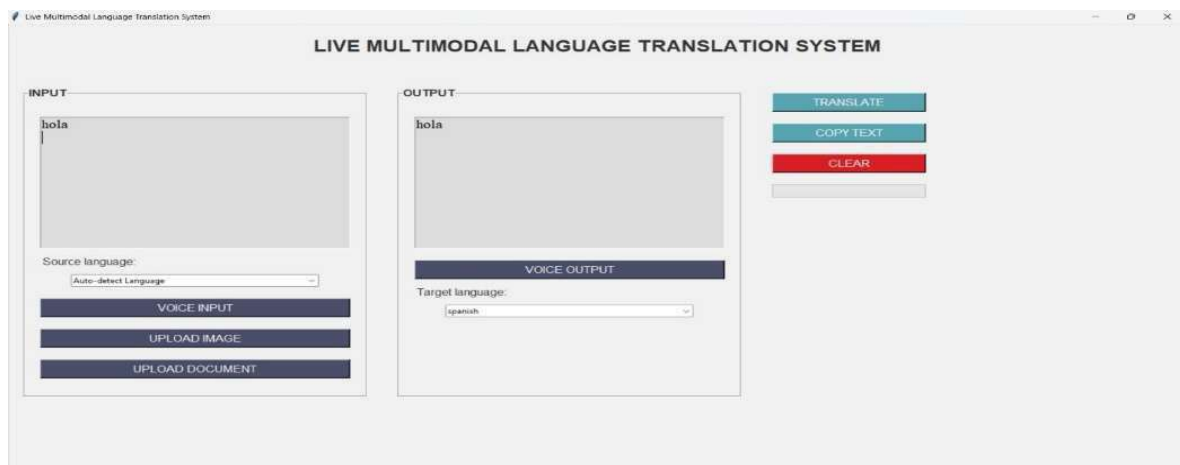 Live Multimodal Language Translation System
LIVE MULTIMODAL LANGUAGE TRANSLATION SYSTEM
INPUT
hola
Source language:
Auto-detect Language
VOICE INPUT
UPLOAD IMAGE
UPLOAD DOCUMENT
OUTPUT
hola
VOICE OUTPUT
Target language:
spanish
TRANSLATE
COPY TEXT
CLEAR